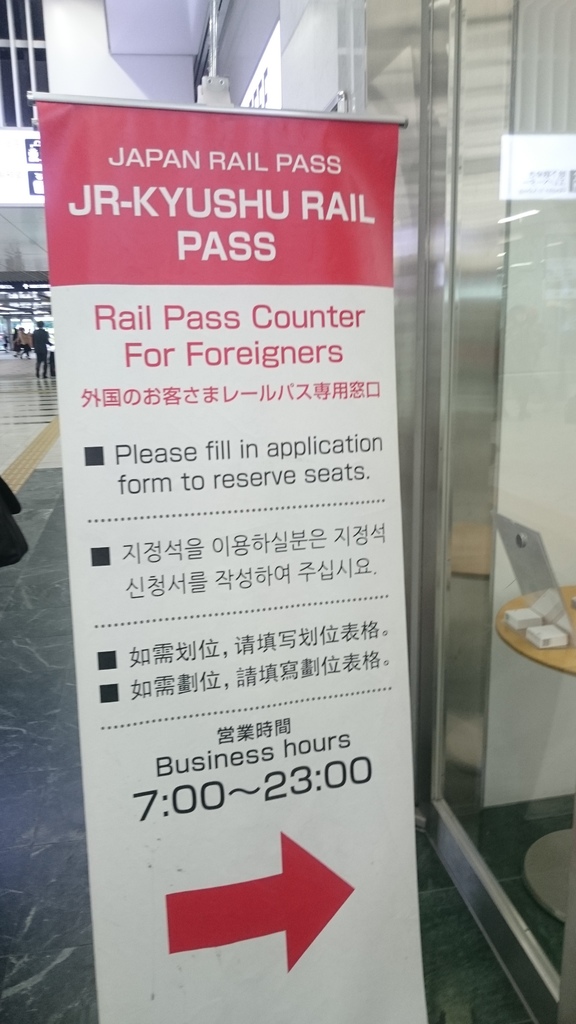 JAPAN RAIL PASS
JR-KYUSHU RAIL
PASS
Rail Pass Counter
For Foreigners
外国のお客さまレールパス専用窓口
■ Please fill in application
form to reserve seats.
■ 지정석을 이용하실분은 지정석
신청서를 작성하여 주십시요.
■ 如需划位，请填写划位表格。
■ 如需劃位，請填寫劃位表格。
営業時間
Business hours
7:00～23:00